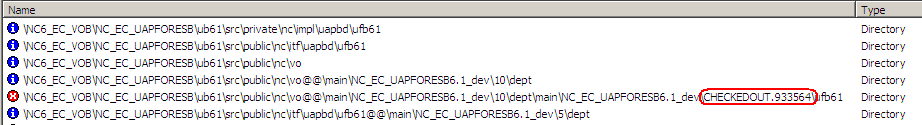 Name Type
\NC6_EC_VOB\NC_EC_UAPFORESB\ub61\src\private\nc\impl\uapbd\ufb61 Directory
\NC6_EC_VOB\NC_EC_UAPFORESB\ub61\src\public\nc\itf\uapbd\ufb61 Directory
\NC6_EC_VOB\NC_EC_UAPFORESB\ub61\src\public\nc\vo Directory
\NC6_EC_VOB\NC_EC_UAPFORESB\ub61\src\public\nc\vo@@\main\NC_EC_UAPFORESB6.1_dev\10\dept Directory
\NC6_EC_VOB\NC_EC_UAPFORESB\ub61\src\public\nc\vo@@\main\NC_EC_UAPFORESB6.1_dev\10\dept\main\NC_EC_UAPFORESB6.1_dev\CHECKEDOUT.933564\ufb61 Directory
\NC6_EC_VOB\NC_EC_UAPFORESB\ub61\src\public\nc\itf\uapbd\ufb61@@\main\NC_EC_UAPFORESB6.1_dev\5\dept Directory